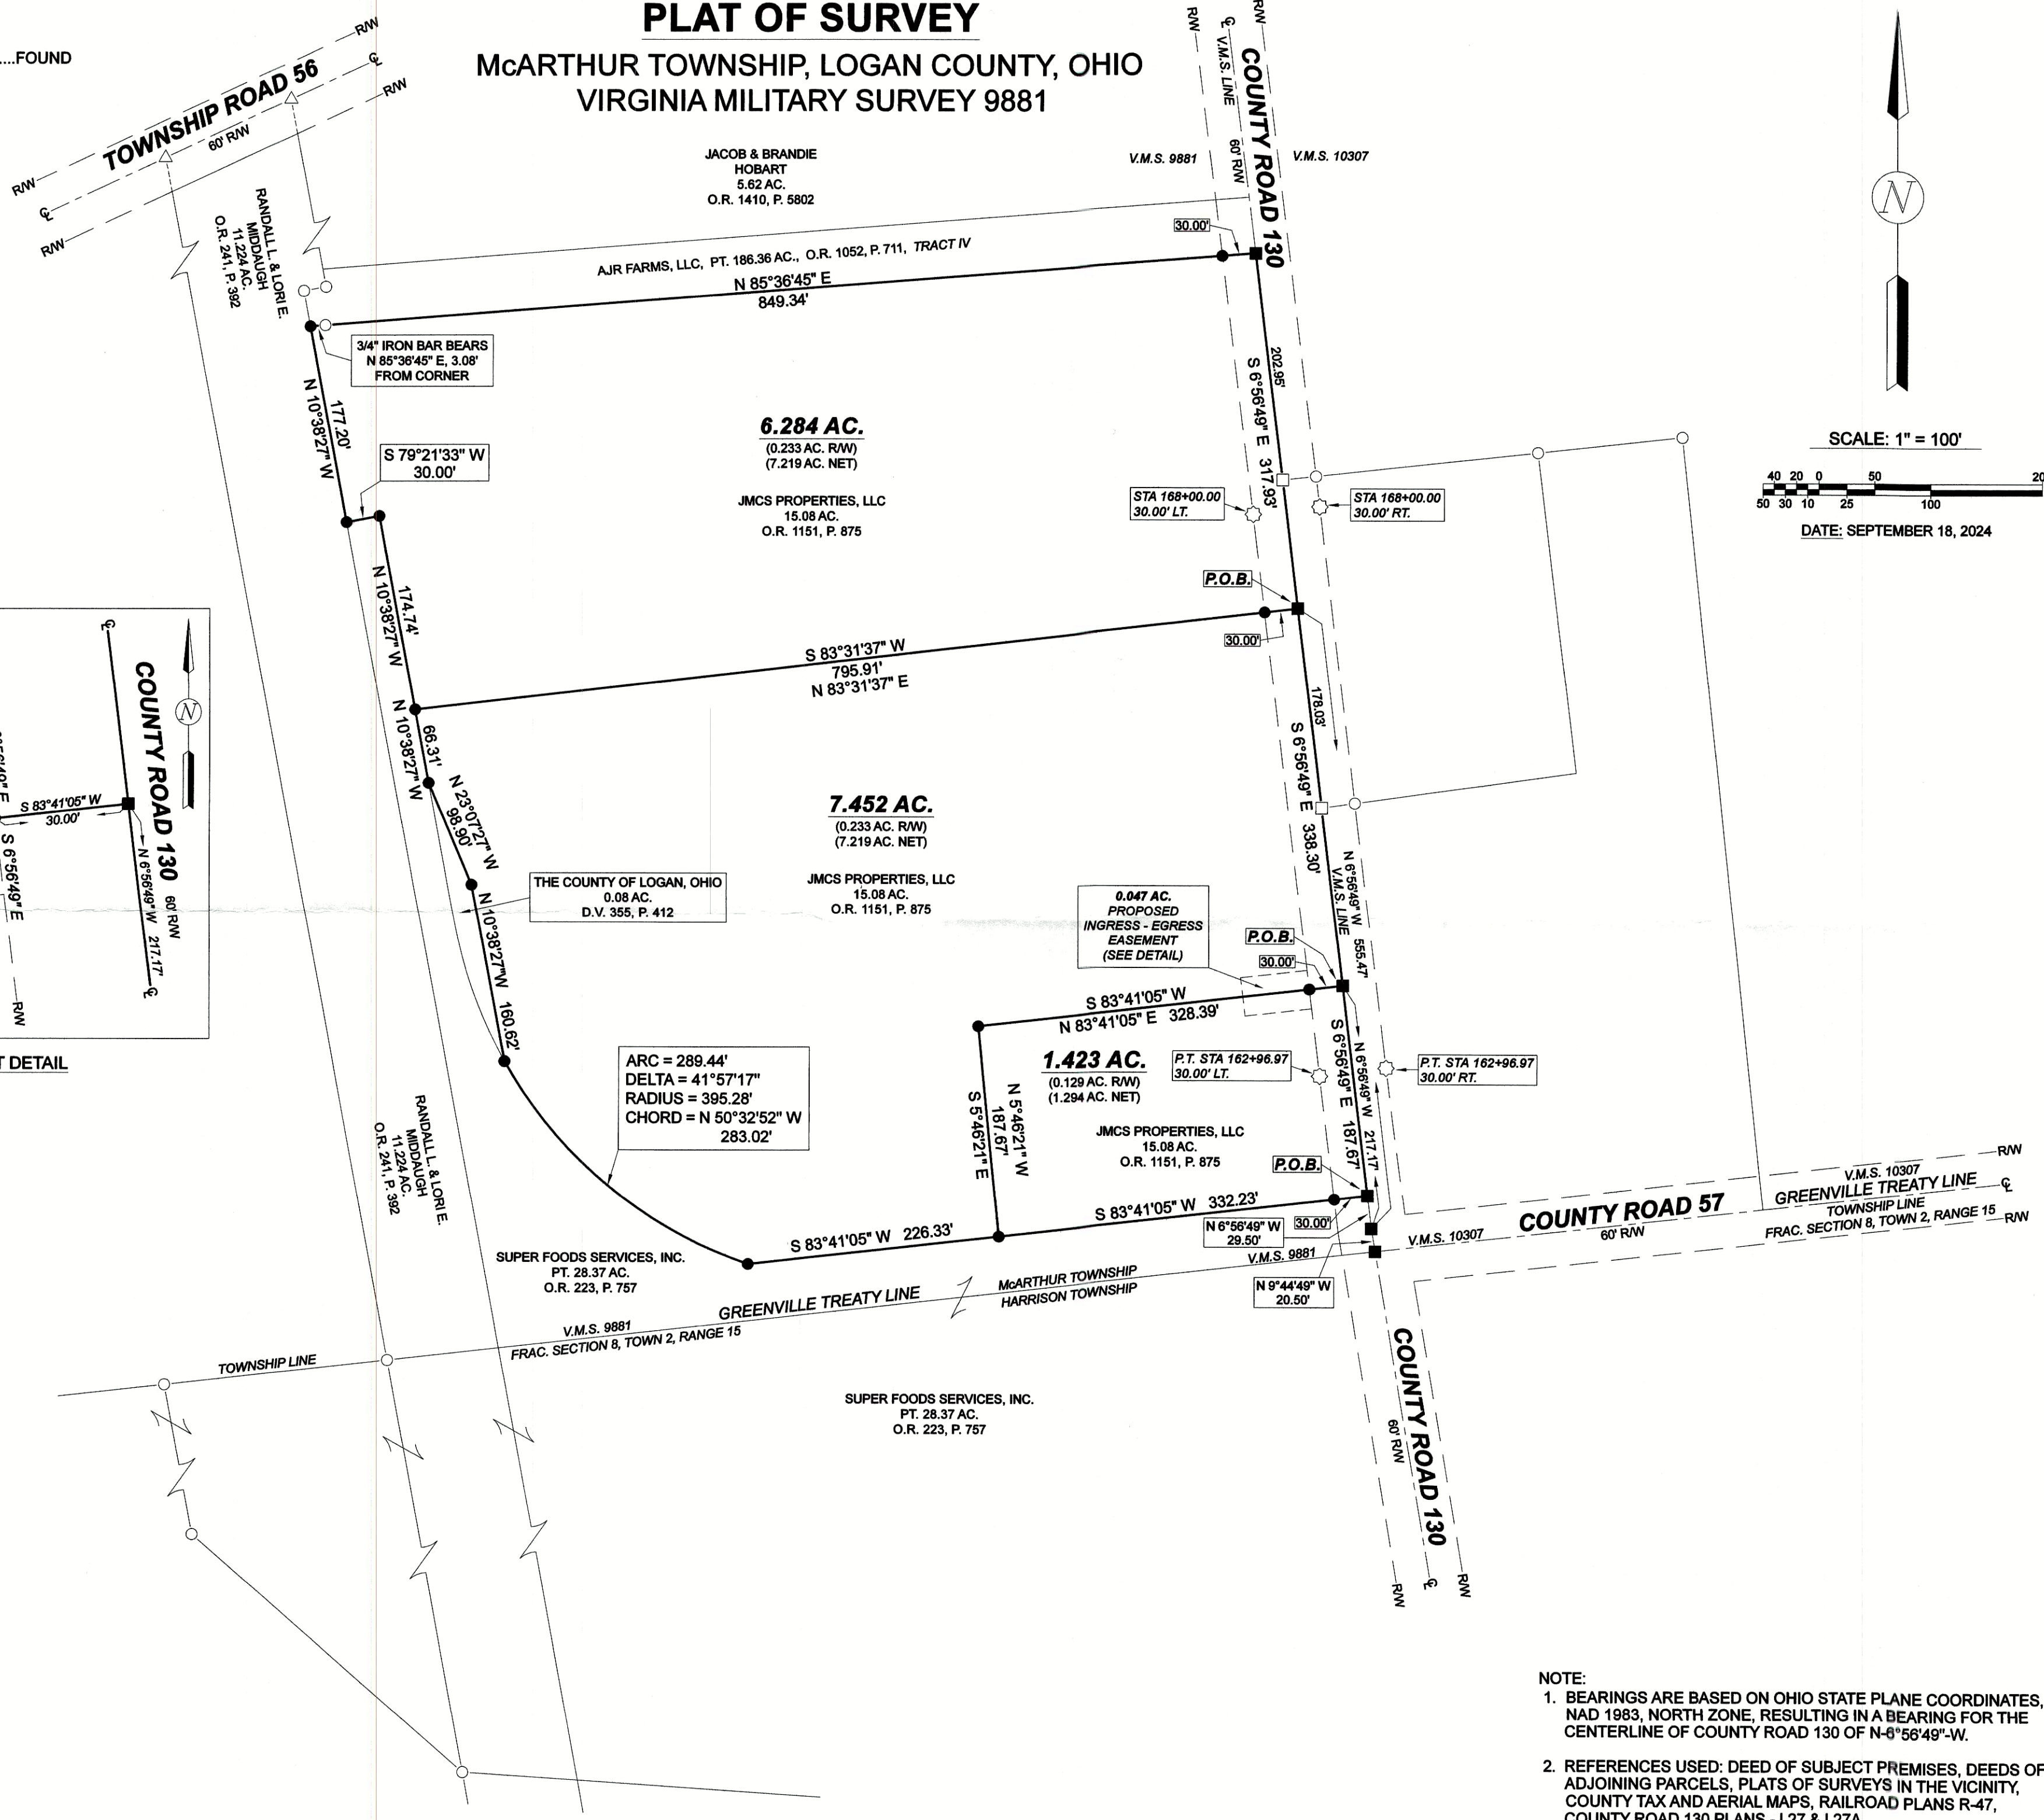 PLAT OF SURVEY
McARTHUR TOWNSHIP, LOGAN COUNTY, OHIO
VIRGINIA MILITARY SURVEY 9881
....FOUND
R/W
℄
R/W
TOWNSHIP ROAD 56
60' R/W
R/W
℄
R/W
RANDALL L. & LORI E.
MIDDAUGH
11.224 AC.
O.R. 241, P. 392
JACOB & BRANDIE
HOBART
5.62 AC.
O.R. 1410, P. 5802
R/W
℄
R/W
V.M.S. LINE
60' R/W
COUNTY ROAD 130
V.M.S. 9881
V.M.S. 10307
30.00'
AJR FARMS, LLC, PT. 186.36 AC., O.R. 1052, P. 711, TRACT IV
N 85°36'45" E
849.34'
3/4" IRON BAR BEARS
N 85°36'45" E, 3.08'
FROM CORNER
177.20'
N 10°38'27" W
S 79°21'33" W
30.00'
174.74'
N 10°38'27" W
6.284 AC.
(0.233 AC. R/W)
(7.219 AC. NET)
JMCS PROPERTIES, LLC
15.08 AC.
O.R. 1151, P. 875
202.95'
S 6°56'49" E 317.93'
STA 168+00.00
30.00' LT.
STA 168+00.00
30.00' RT.
N
SCALE: 1" = 100'
40 20 0 50 20
50 30 10 25 100
DATE: SEPTEMBER 18, 2024
P.O.B.
30.00'
S 83°31'37" W
795.91'
N 83°31'37" E
66.31'
N 10°38'27" W
N 23°07'27" W
98.90'
178.03'
S 6°56'49" E 338.30'
7.452 AC.
(0.233 AC. R/W)
(7.219 AC. NET)
JMCS PROPERTIES, LLC
15.08 AC.
O.R. 1151, P. 875
THE COUNTY OF LOGAN, OHIO
0.08 AC.
D.V. 355, P. 412
N 10°38'27" W 160.62'
0.047 AC.
PROPOSED
INGRESS - EGRESS
EASEMENT
(SEE DETAIL)
N 6°56'49" W 555.47'
V.M.S. LINE
P.O.B.
30.00'
S 83°41'05" W
N 83°41'05" E 328.39'
1.423 AC.
(0.129 AC. R/W)
(1.294 AC. NET)
JMCS PROPERTIES, LLC
15.08 AC.
O.R. 1151, P. 875
P.T. STA 162+96.97
30.00' LT.
P.T. STA 162+96.97
30.00' RT.
N 5°46'21" W
187.67'
S 5°46'21" E
S 6°56'49" E 187.67'
N 6°56'49" W 217.17'
ARC = 289.44'
DELTA = 41°57'17"
RADIUS = 395.28'
CHORD = N 50°32'52" W
283.02'
P.O.B.
S 83°41'05" W 226.33'
S 83°41'05" W 332.23'
30.00'
N 6°56'49" W
29.50'
N 9°44'49" W
20.50'
℄
COUNTY ROAD 130
60' R/W
N
S 83°41'05" W
30.00'
S 6°56'49" E
N 6°56'49" W 217.17'
℄
R/W
T DETAIL
RANDALL L. & LORI E.
MIDDAUGH
11.224 AC.
O.R. 241, P. 392
SUPER FOODS SERVICES, INC.
PT. 28.37 AC.
O.R. 223, P. 757
V.M.S. 9881
V.M.S. 10307
COUNTY ROAD 57
60' R/W
R/W
V.M.S. 10307
GREENVILLE TREATY LINE
℄
TOWNSHIP LINE
FRAC. SECTION 8, TOWN 2, RANGE 15
R/W
McARTHUR TOWNSHIP
HARRISON TOWNSHIP
GREENVILLE TREATY LINE
V.M.S. 9881
FRAC. SECTION 8, TOWN 2, RANGE 15
TOWNSHIP LINE
SUPER FOODS SERVICES, INC.
PT. 28.37 AC.
O.R. 223, P. 757
COUNTY ROAD 130
60' R/W
R/W
℄
R/W
NOTE:
1. BEARINGS ARE BASED ON OHIO STATE PLANE COORDINATES,
NAD 1983, NORTH ZONE, RESULTING IN A BEARING FOR THE
CENTERLINE OF COUNTY ROAD 130 OF N-6°56'49"-W.
2. REFERENCES USED: DEED OF SUBJECT PREMISES, DEEDS OF
ADJOINING PARCELS, PLATS OF SURVEYS IN THE VICINITY,
COUNTY TAX AND AERIAL MAPS, RAILROAD PLANS R-47,
COUNTY ROAD 130 PLANS - L27 & L27A